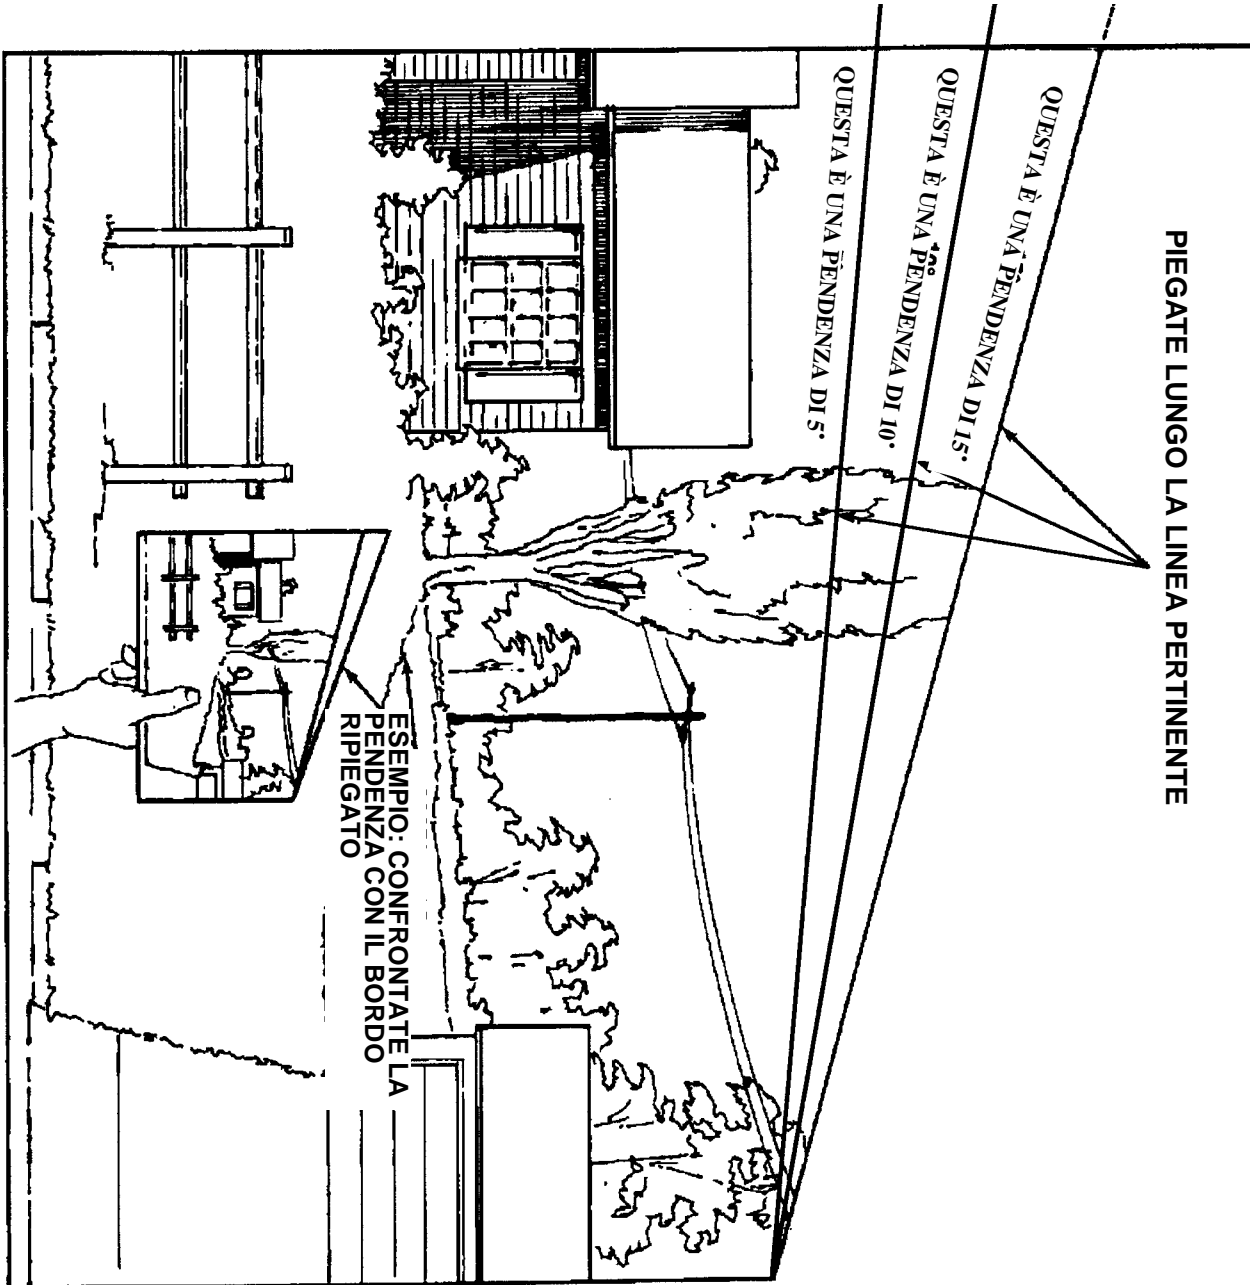 PIEGATE LUNGO LA LINEA PERTINENTE
QUESTA È UNA PENDENZA DI 15°
QUESTA È UNA PENDENZA DI 10°
QUESTA È UNA PENDENZA DI 5°
ESEMPIO: CONFRONTATE LA
PENDENZA CON IL BORDO
RIPIEGATO